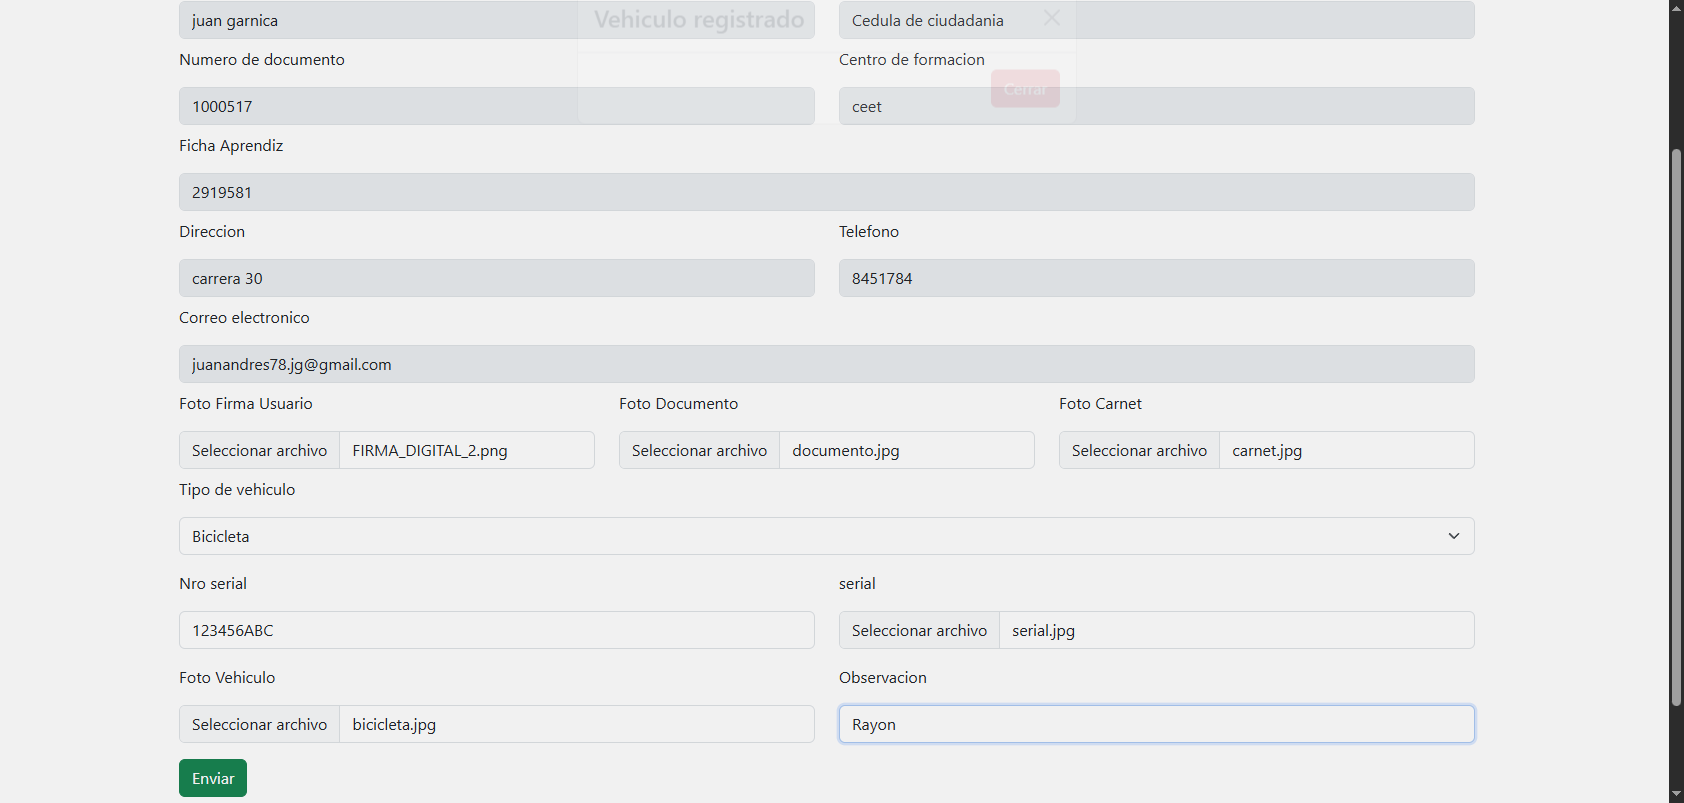 juan garnica
Vehiculo registrado
Cedula de ciudadania
Numero de documento
Centro de formacion
Cerrar
1000517
ceet
Ficha Aprendiz
2919581
Direccion
Telefono
carrera 30
8451784
Correo electronico
juanandres78.jg@gmail.com
Foto Firma Usuario
Foto Documento
Foto Carnet
Seleccionar archivo FIRMA_DIGITAL_2.png
Seleccionar archivo documento.jpg
Seleccionar archivo carnet.jpg
Tipo de vehiculo
Bicicleta
Nro serial
serial
123456ABC
Seleccionar archivo serial.jpg
Foto Vehiculo
Observacion
Seleccionar archivo bicicleta.jpg
Rayon
Enviar